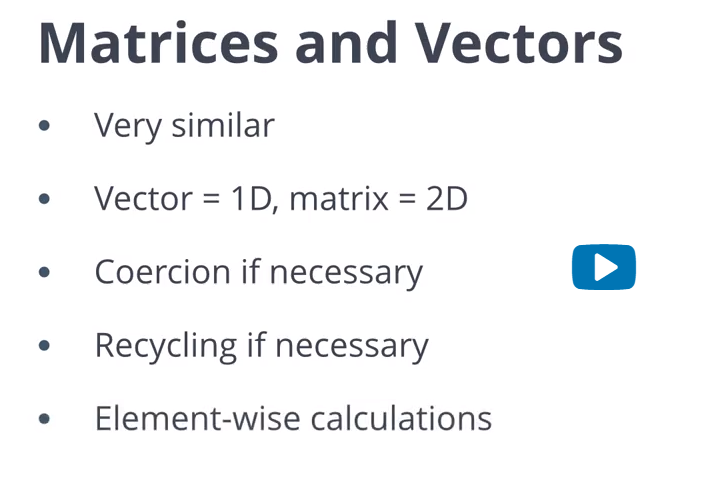 Matrices and Vectors
• Very similar
• Vector = 1D, matrix = 2D
• Coercion if necessary
• Recycling if necessary
• Element-wise calculations